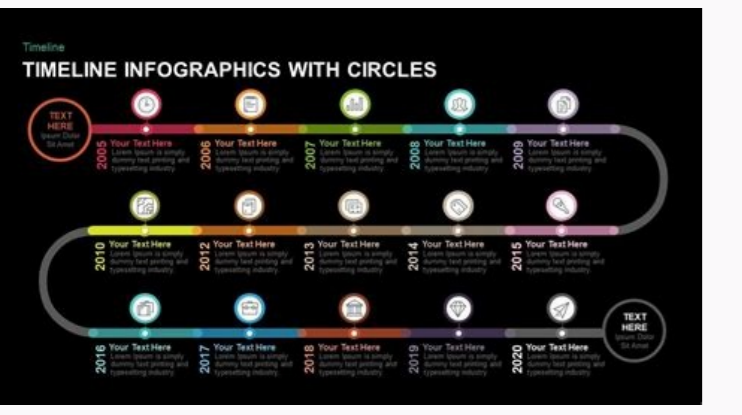 Timeline
TIMELINE INFOGRAPHICS WITH CIRCLES
TEXT
HERE
Ipsum Dolor
Sit Amet
2005
Your Text Here
Lorem Ipsum is simply
dummy text printing and
typesetting industry.
2006
Your Text Here
Lorem Ipsum is simply
dummy text printing and
typesetting industry.
2007
Your Text Here
Lorem Ipsum is simply
dummy text printing and
typesetting industry.
2008
Your Text Here
Lorem Ipsum is simply
dummy text printing and
typesetting industry.
2009
Your Text Here
Lorem Ipsum is simply
dummy text printing and
typesetting industry.
2010
Your Text Here
Lorem Ipsum is simply
dummy text printing and
typesetting industry.
2012
Your Text Here
Lorem Ipsum is simply
dummy text printing and
typesetting industry.
2013
Your Text Here
Lorem Ipsum is simply
dummy text printing and
typesetting industry.
2014
Your Text Here
Lorem Ipsum is simply
dummy text printing and
typesetting industry.
2015
Your Text Here
Lorem Ipsum is simply
dummy text printing and
typesetting industry.
2016
Your Text Here
Lorem Ipsum is simply
dummy text printing and
typesetting industry.
2017
Your Text Here
Lorem Ipsum is simply
dummy text printing and
typesetting industry.
2018
Your Text Here
Lorem Ipsum is simply
dummy text printing and
typesetting industry.
2019
Your Text Here
Lorem Ipsum is simply
dummy text printing and
typesetting industry.
2020
Your Text Here
Lorem Ipsum is simply
dummy text printing and
typesetting industry.
TEXT
HERE
Ipsum Dolor
Sit Amet